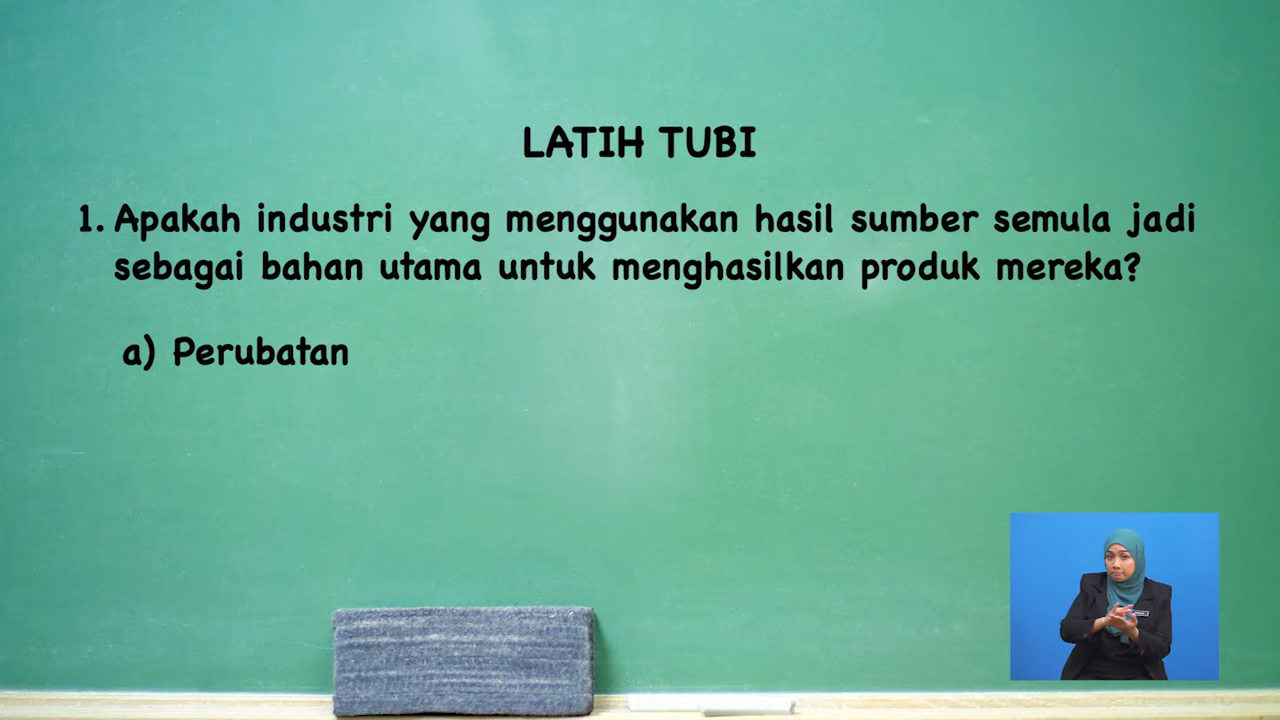 LATIH TUBI
1. Apakah industri yang menggunakan hasil sumber semula jadi
sebagai bahan utama untuk menghasilkan produk mereka?
a) Perubatan